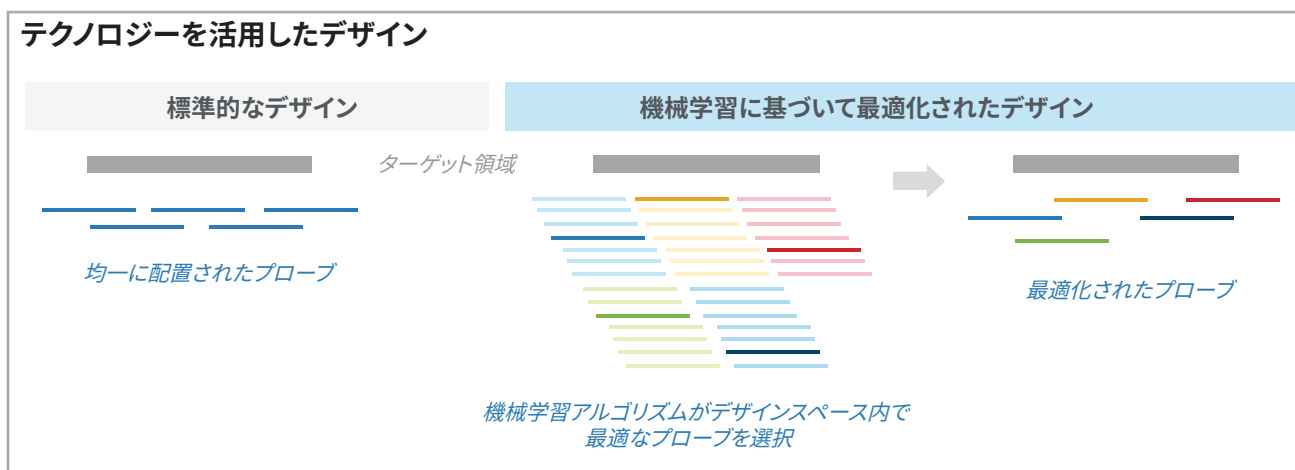 テクノロジーを活用したデザイン
標準的なデザイン
機械学習に基づいて最適化されたデザイン
ターゲット領域
均一に配置されたプローブ
最適化されたプローブ
機械学習アルゴリズムがデザインスペース内で
最適なプローブを選択